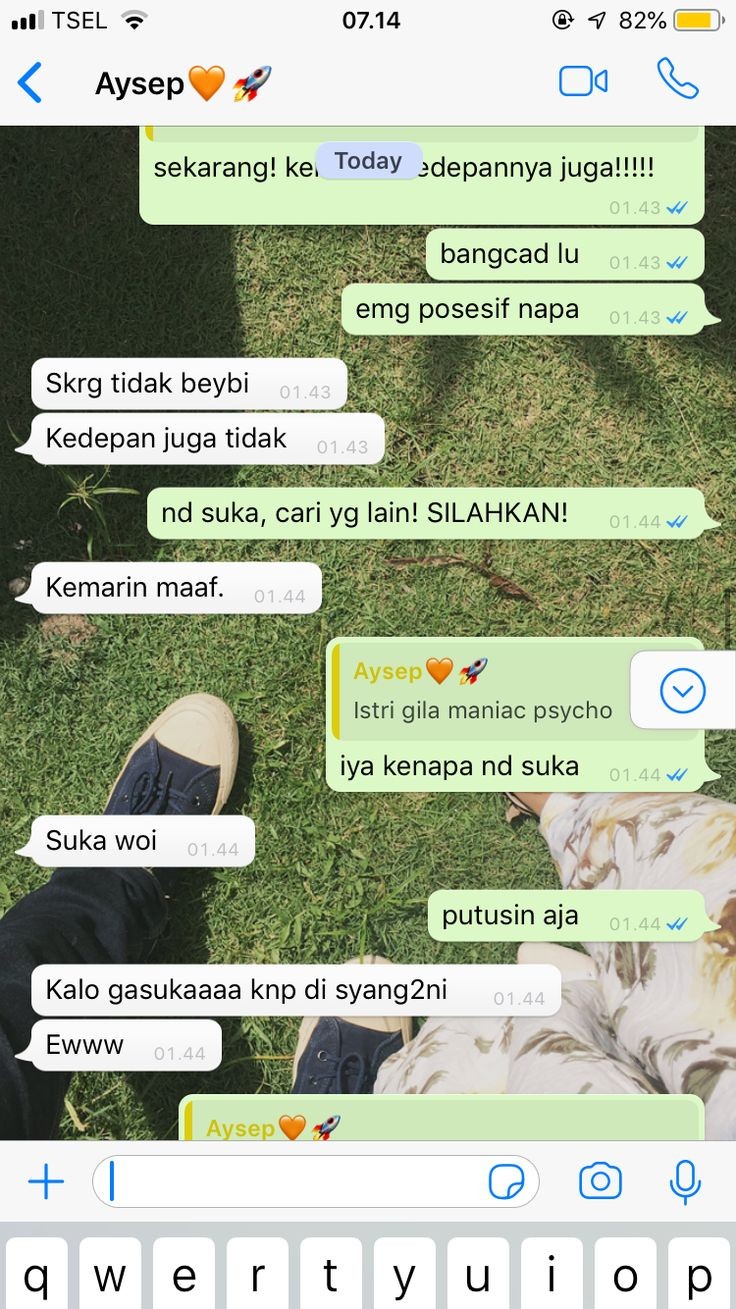 TSEL 07.14 82%
Aysep🧡🚀
Today
sekarang! ke edepannya juga!!!!!
01.43
bangcad lu 01.43
emg posesif napa 01.43
Skrg tidak beybi 01.43
Kedepan juga tidak 01.43
nd suka, cari yg lain! SILAHKAN! 01.44
Kemarin maaf. 01.44
Aysep🧡🚀
Istri gila maniac psycho
iya kenapa nd suka 01.44
Suka woi 01.44
putusin aja 01.44
Kalo gasukaaaa knp di syang2ni 01.44
Ewww 01.44
Aysep🧡🚀
q w e r t y u i o p